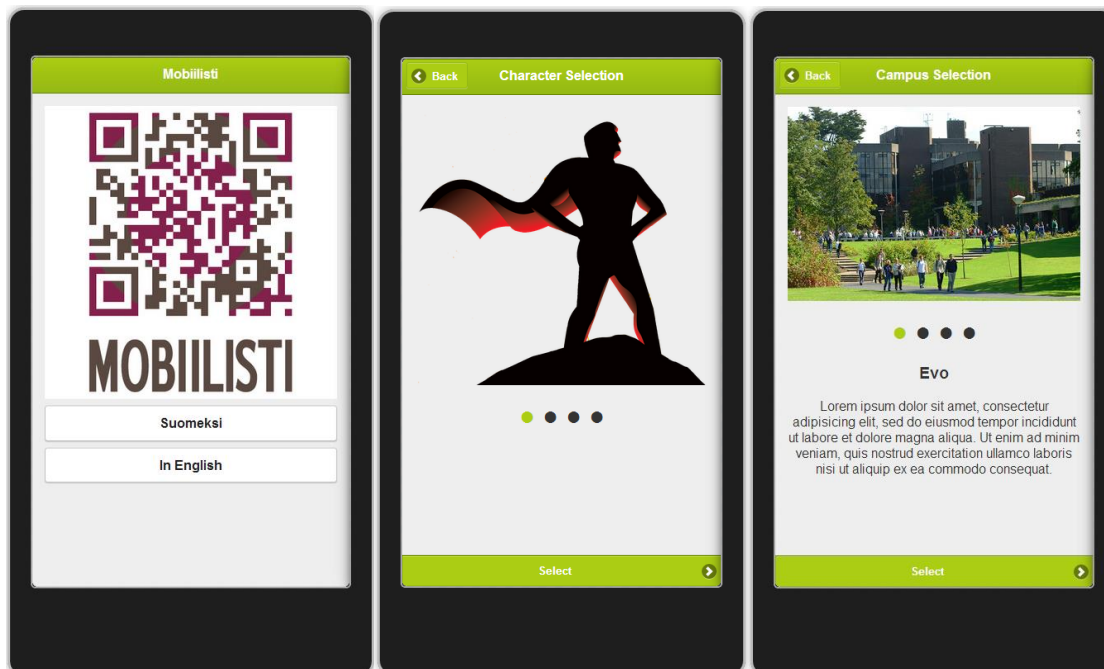 Mobiilisti
MOBIILISTI
Suomeksi
In English
Back
Character Selection
Select
Back
Campus Selection
Evo
Lorem ipsum dolor sit amet, consectetur
adipisicing elit, sed do eiusmod tempor incididunt
ut labore et dolore magna aliqua. Ut enim ad minim
veniam, quis nostrud exercitation ullamco laboris
nisi ut aliquip ex ea commodo consequat.
Select